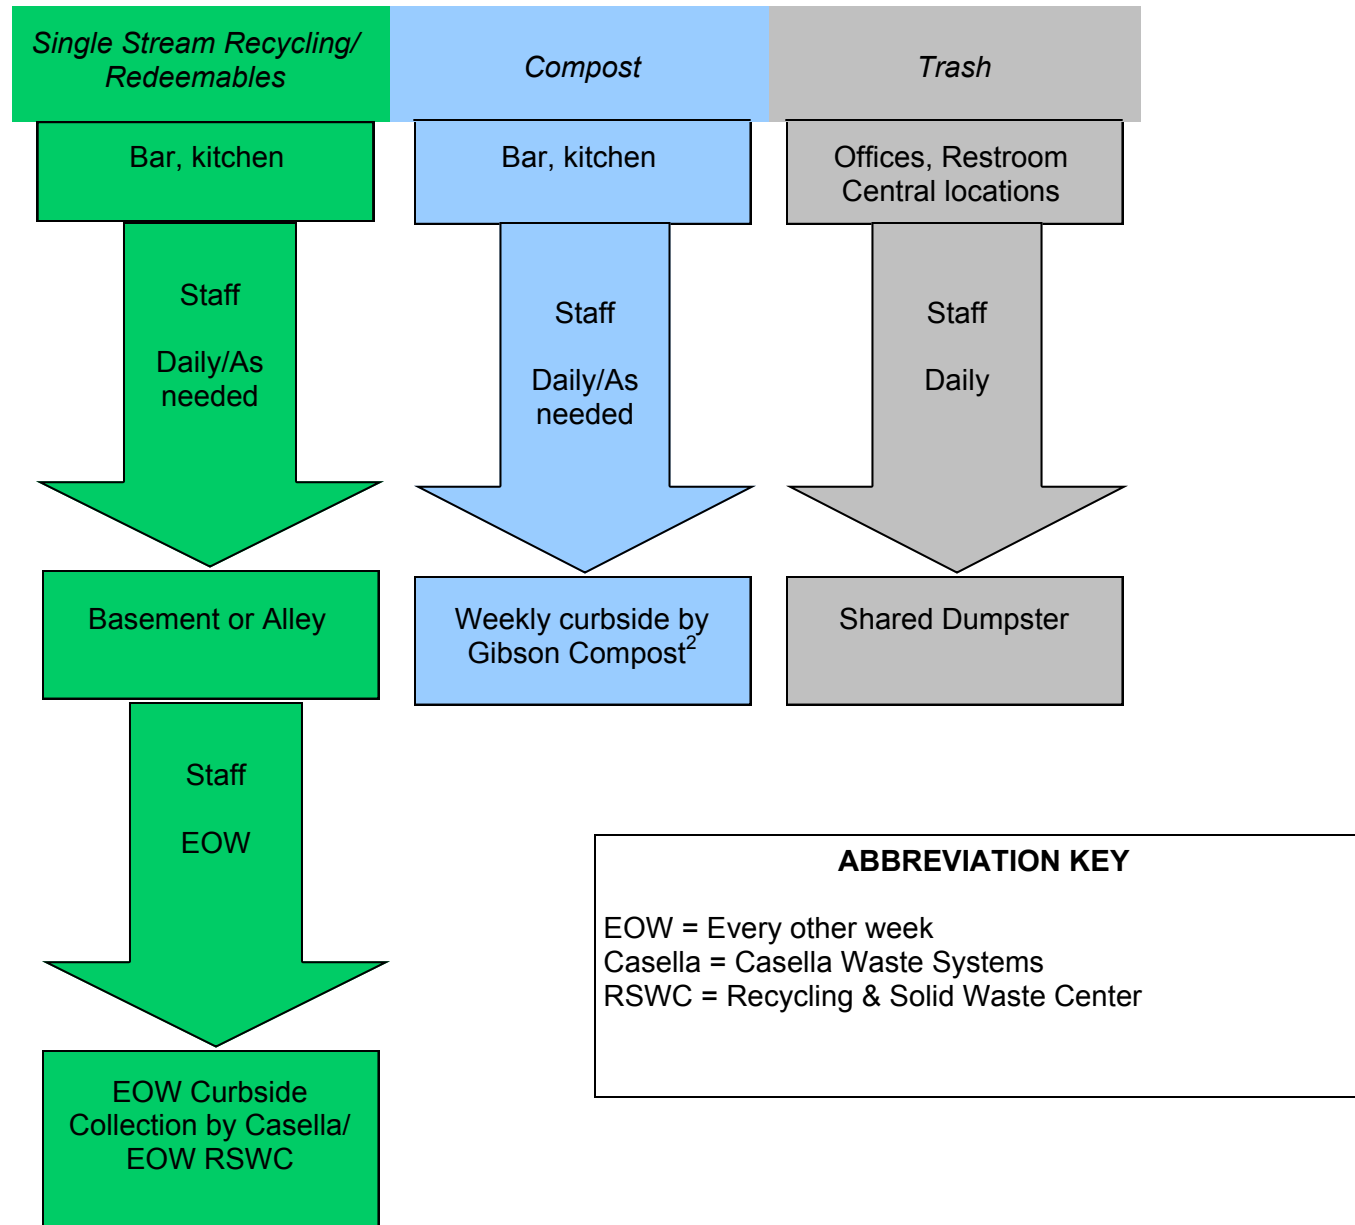 Single Stream Recycling/
Redeemables
Compost
Trash
Bar, kitchen
Bar, kitchen
Offices, Restroom
Central locations
Staff
Daily/As
needed
Staff
Daily/As
needed
Staff
Daily
Basement or Alley
Weekly curbside by
Gibson Compost²
Shared Dumpster
Staff
EOW
ABBREVIATION KEY
EOW = Every other week
Casella = Casella Waste Systems
RSWC = Recycling & Solid Waste Center
EOW Curbside
Collection by Casella/
EOW RSWC